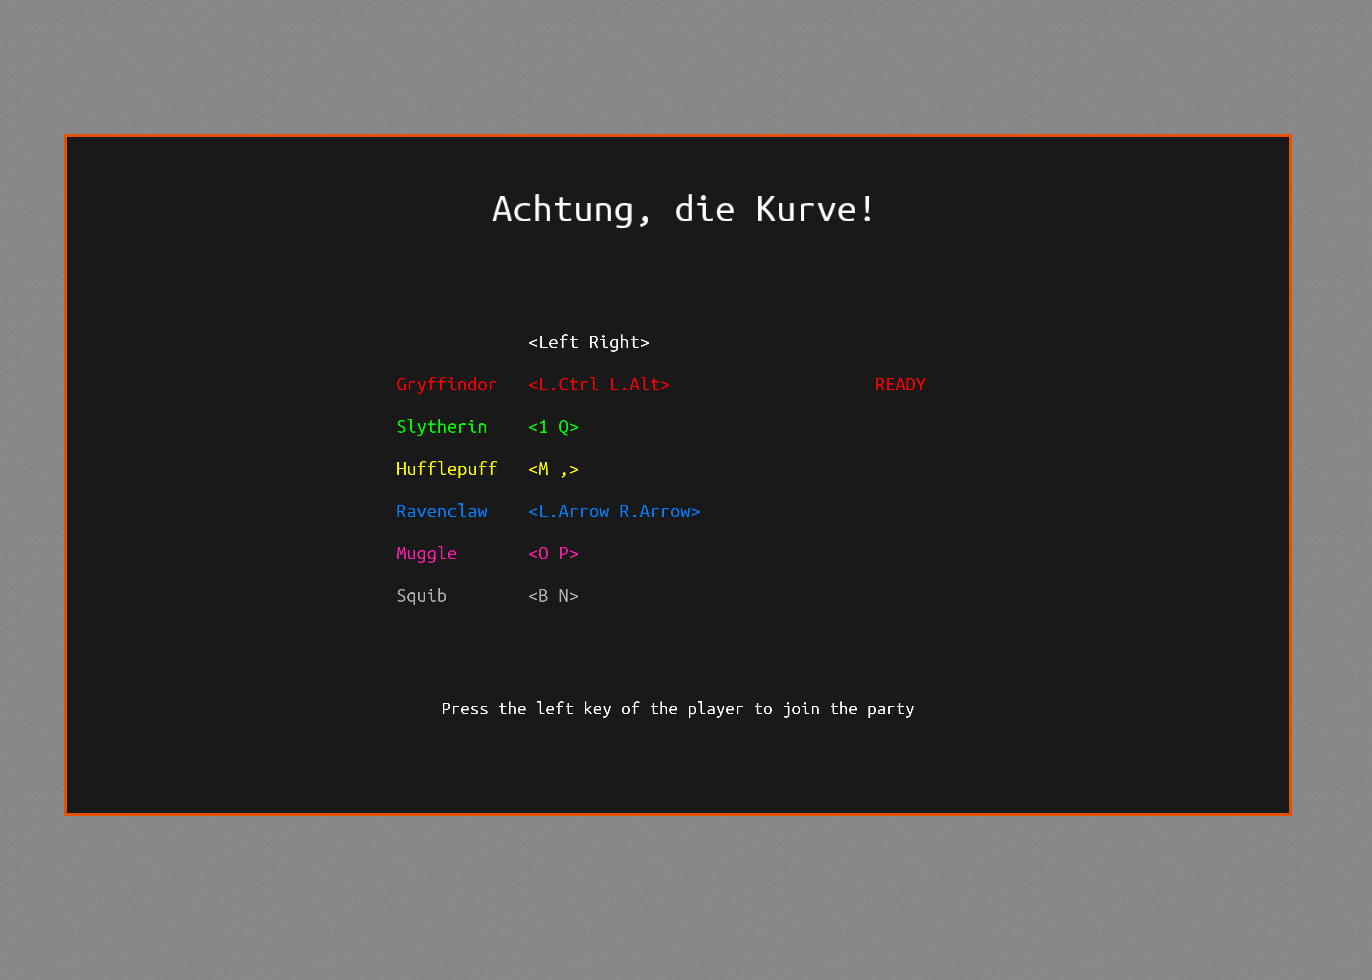 Achtung, die Kurve!
<Left Right>
Gryffindor <L.Ctrl L.Alt> READY
Slytherin <1 Q>
Hufflepuff <M ,>
Ravenclaw <L.Arrow R.Arrow>
Muggle <O P>
Squib <B N>
Press the left key of the player to join the party